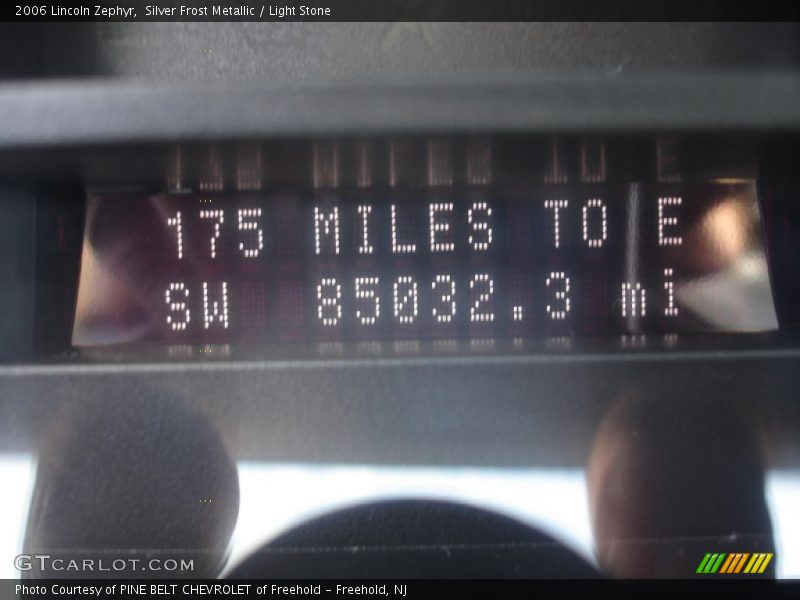 2006 Lincoln Zephyr,  Silver Frost Metallic / Light Stone
175 MILES TO E
SW 85032.3 mi
GTCARLOT.COM
Photo Courtesy of PINE BELT CHEVROLET of Freehold - Freehold, NJ